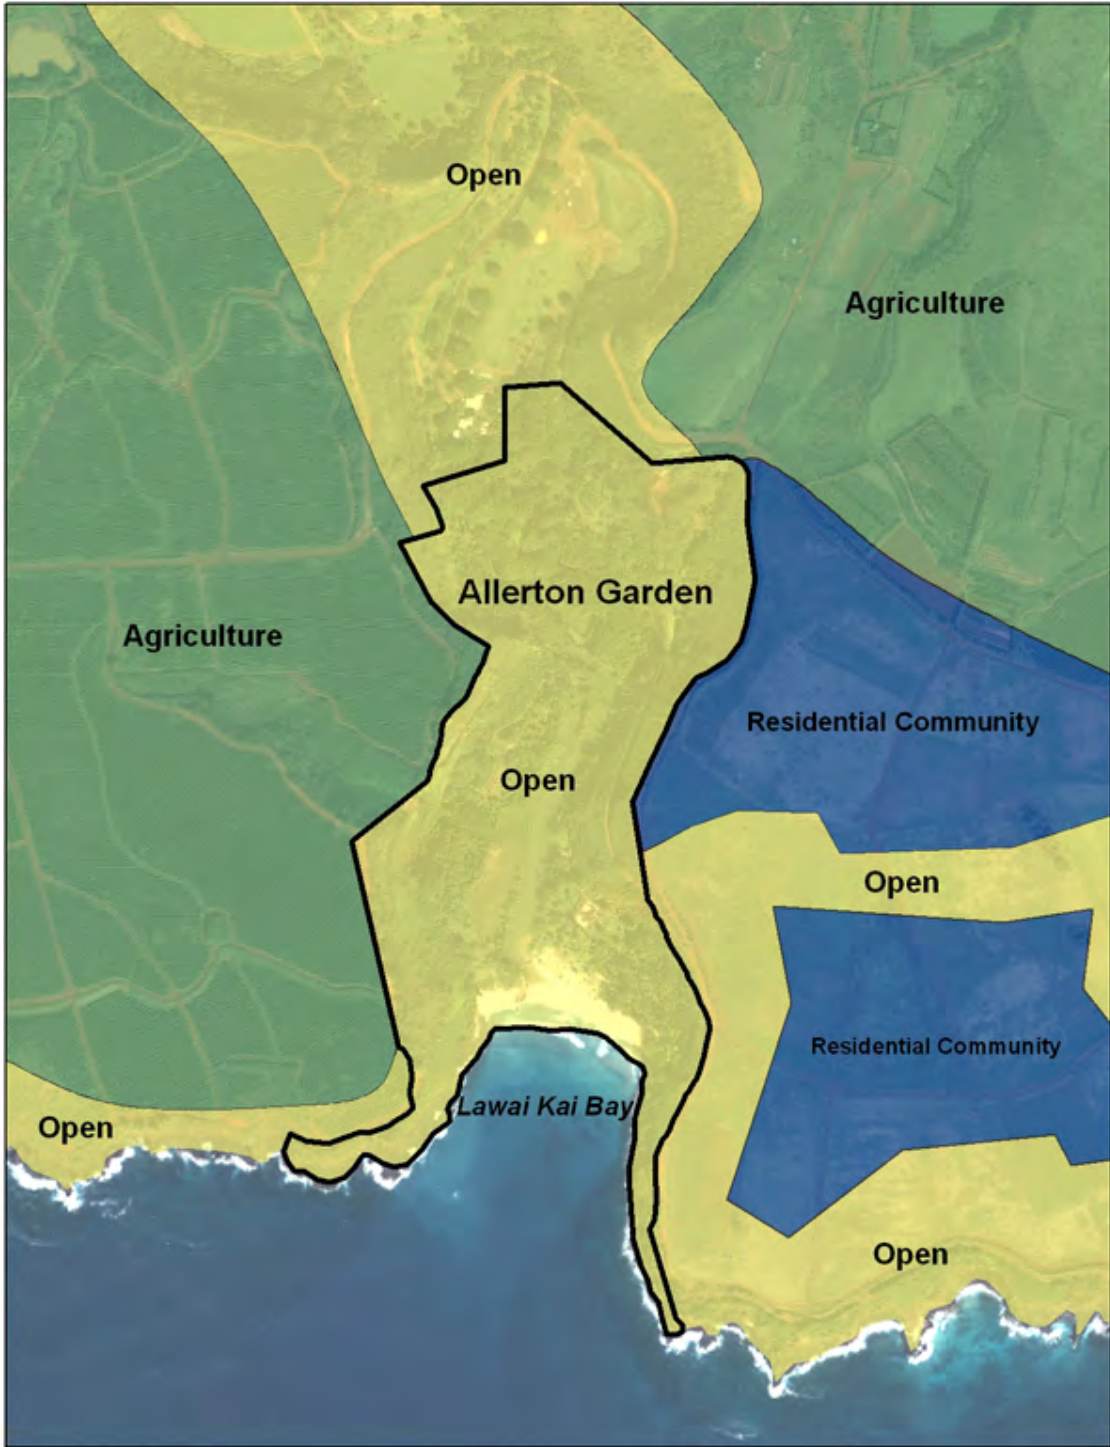 Open
Agriculture
Allerton Garden
Agriculture
Residential Community
Open
Open
Residential Community
Lawai Kai Bay
Open
Open